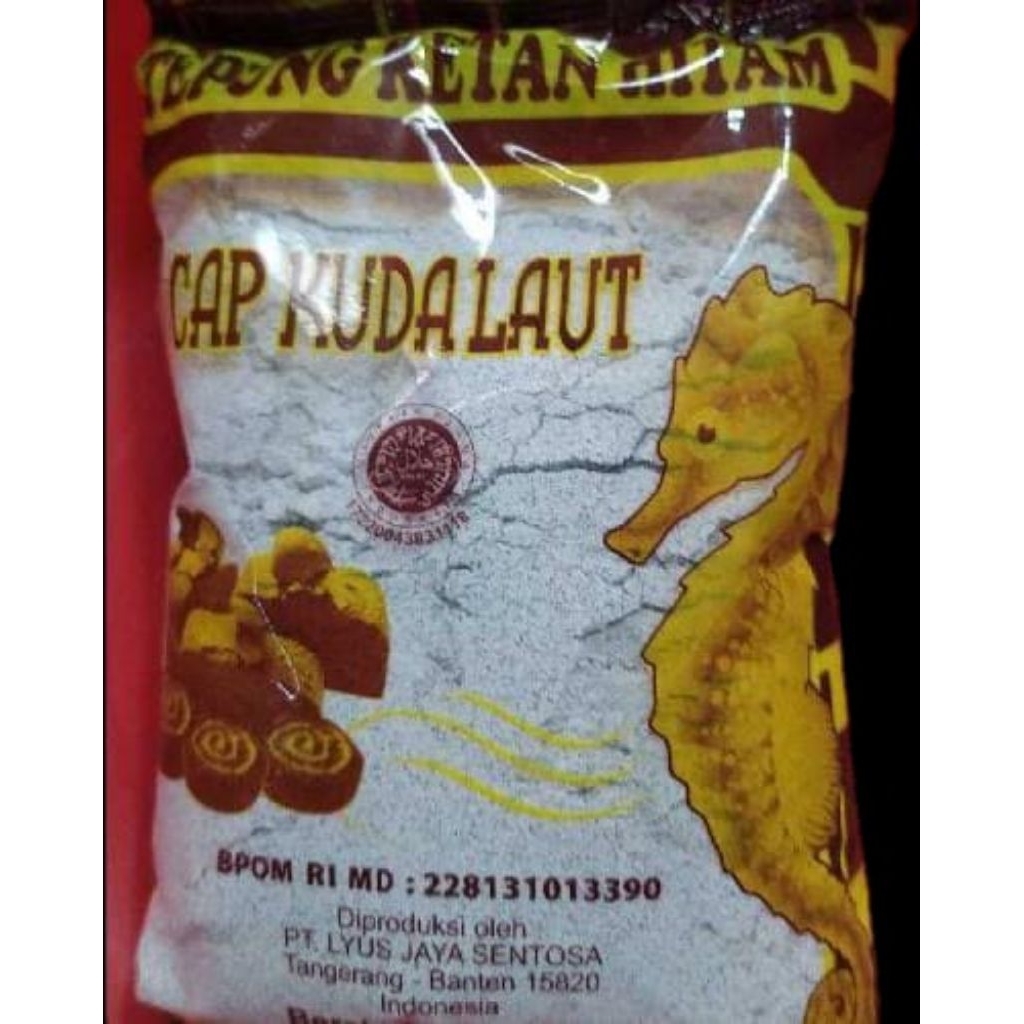 TEPUNG KETAN HITAM
CAP KUDA LAUT
BPOM RI MD : 228131013390
Diproduksi oleh
PT. LYUS JAYA SENTOSA
Tangerang - Banten 15820
Indonesia